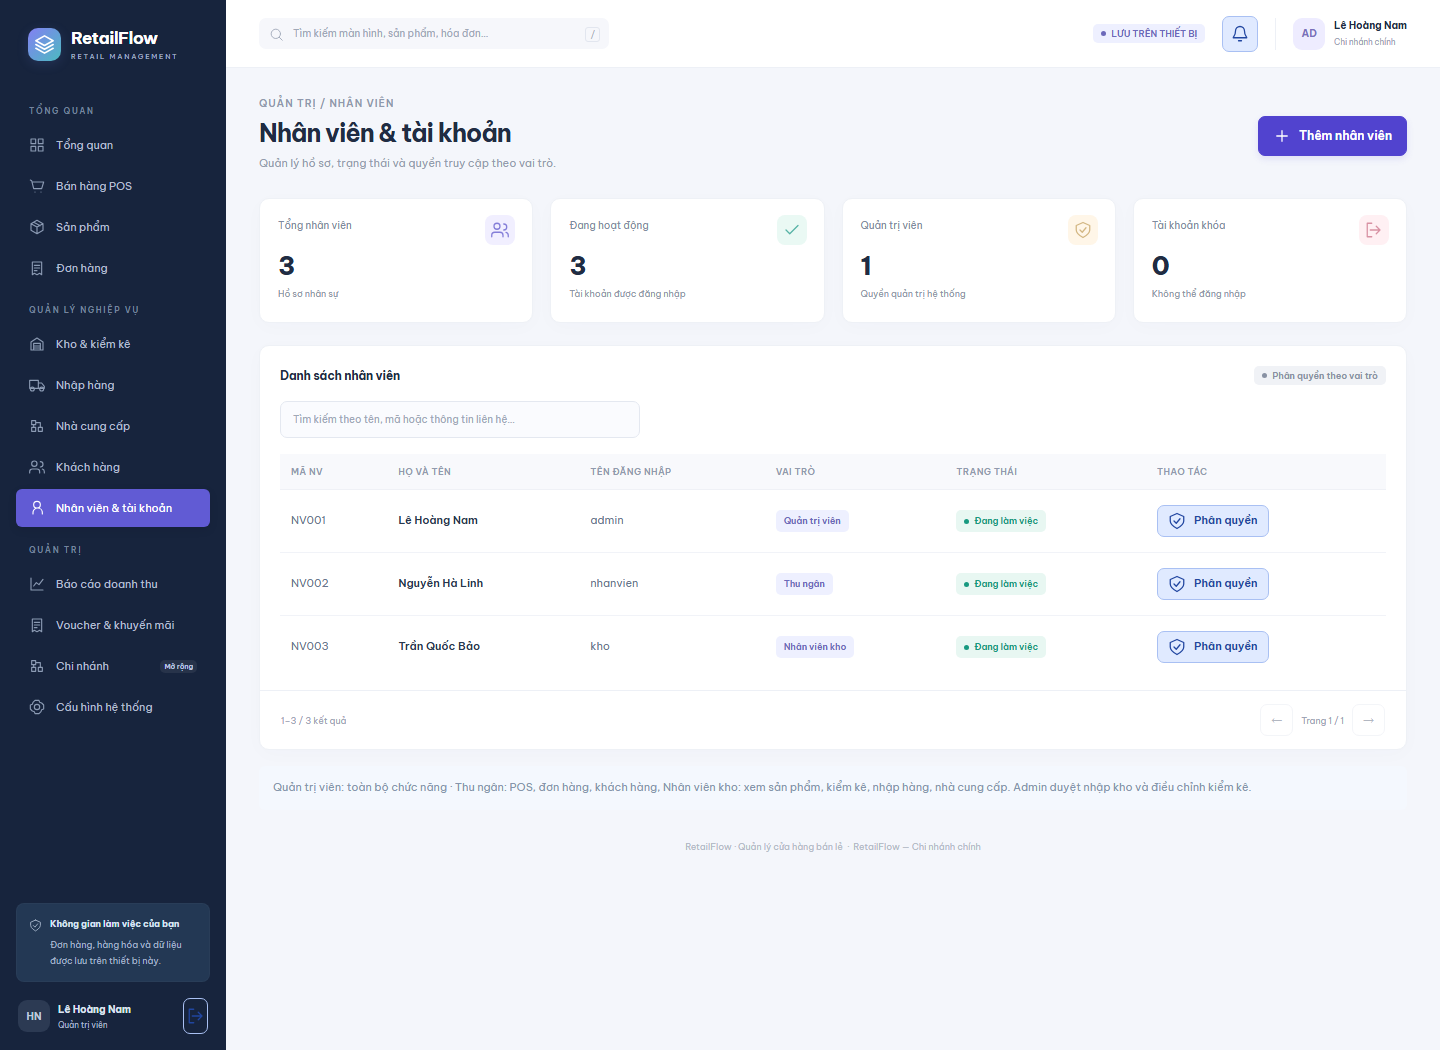 RetailFlow
RETAIL MANAGEMENT
TỔNG QUAN
Tổng quan
Bán hàng POS
Sản phẩm
Đơn hàng
QUẢN LÝ NGHIỆP VỤ
Kho & kiểm kê
Nhập hàng
Nhà cung cấp
Khách hàng
Nhân viên & tài khoản
QUẢN TRỊ
Báo cáo doanh thu
Voucher & khuyến mãi
Chi nhánh
Mở rộng
Cấu hình hệ thống
Không gian làm việc của bạn
Đơn hàng, hàng hóa và dữ liệu
được lưu trên thiết bị này.
HN
Lê Hoàng Nam
Quản trị viên
Tìm kiếm màn hình, sản phẩm, hóa đơn...
/
LƯU TRÊN THIẾT BỊ
AD
Lê Hoàng Nam
Chi nhánh chính
QUẢN TRỊ / NHÂN VIÊN
Nhân viên & tài khoản
Quản lý hồ sơ, trạng thái và quyền truy cập theo vai trò.
Thêm nhân viên
Tổng nhân viên
3
Hồ sơ nhân sự
Đang hoạt động
3
Tài khoản được đăng nhập
Quản trị viên
1
Quyền quản trị hệ thống
Tài khoản khóa
0
Không thể đăng nhập
Danh sách nhân viên
Phân quyền theo vai trò
Tìm kiếm theo tên, mã hoặc thông tin liên hệ...
MÃ NV HỌ VÀ TÊN TÊN ĐĂNG NHẬP VAI TRÒ TRẠNG THÁI THAO TÁC
NV001 Lê Hoàng Nam admin Quản trị viên Đang làm việc Phân quyền
NV002 Nguyễn Hà Linh nhanvien Thu ngân Đang làm việc Phân quyền
NV003 Trần Quốc Bảo kho Nhân viên kho Đang làm việc Phân quyền
1–3 / 3 kết quả
← Trang 1 / 1 →
Quản trị viên: toàn bộ chức năng · Thu ngân: POS, đơn hàng, khách hàng, Nhân viên kho: xem sản phẩm, kiểm kê, nhập hàng, nhà cung cấp. Admin duyệt nhập kho và điều chỉnh kiểm kê.
RetailFlow · Quản lý cửa hàng bán lẻ · RetailFlow — Chi nhánh chính